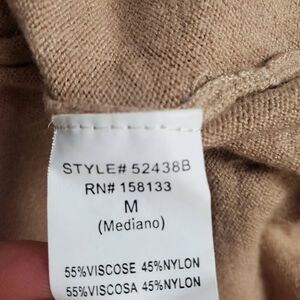 STYLE# 52438B
RN# 158133
M
(Mediano)
55%VISCOSE 45%NYLON
55%VISCOSA 45%NYLON